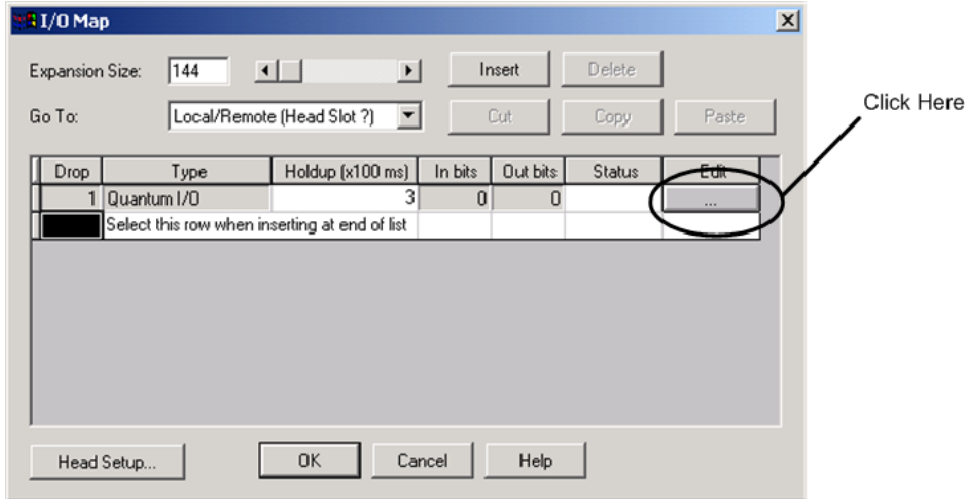 I/O Map
Expansion Size: 144 Insert Delete
Go To: Local/Remote (Head Slot ?) Cut Copy Paste
Click Here
Drop Type Holdup (x100 ms) In bits Out bits Status Edit
1 Quantum I/O 3 0 0 ...
Select this row when inserting at end of list
Head Setup... OK Cancel Help